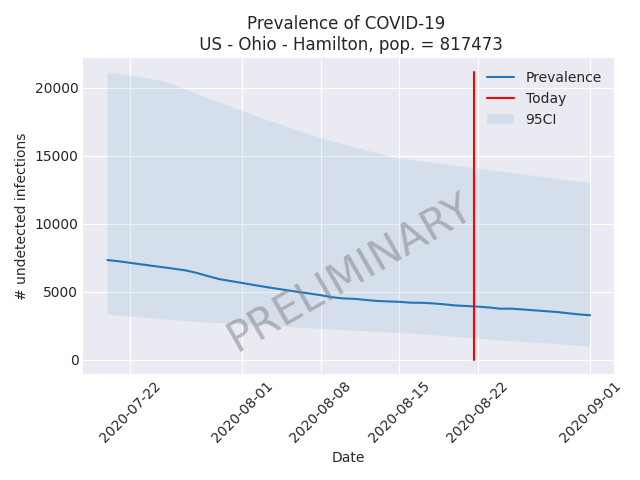 Prevalence of COVID-19
US - Ohio - Hamilton, pop. = 817473
Prevalence
Today
95CI
20000
15000
10000
5000
0
# undetected infections
PRELIMINARY
2020-07-22
2020-08-01
2020-08-08
2020-08-15
2020-08-22
2020-09-01
Date